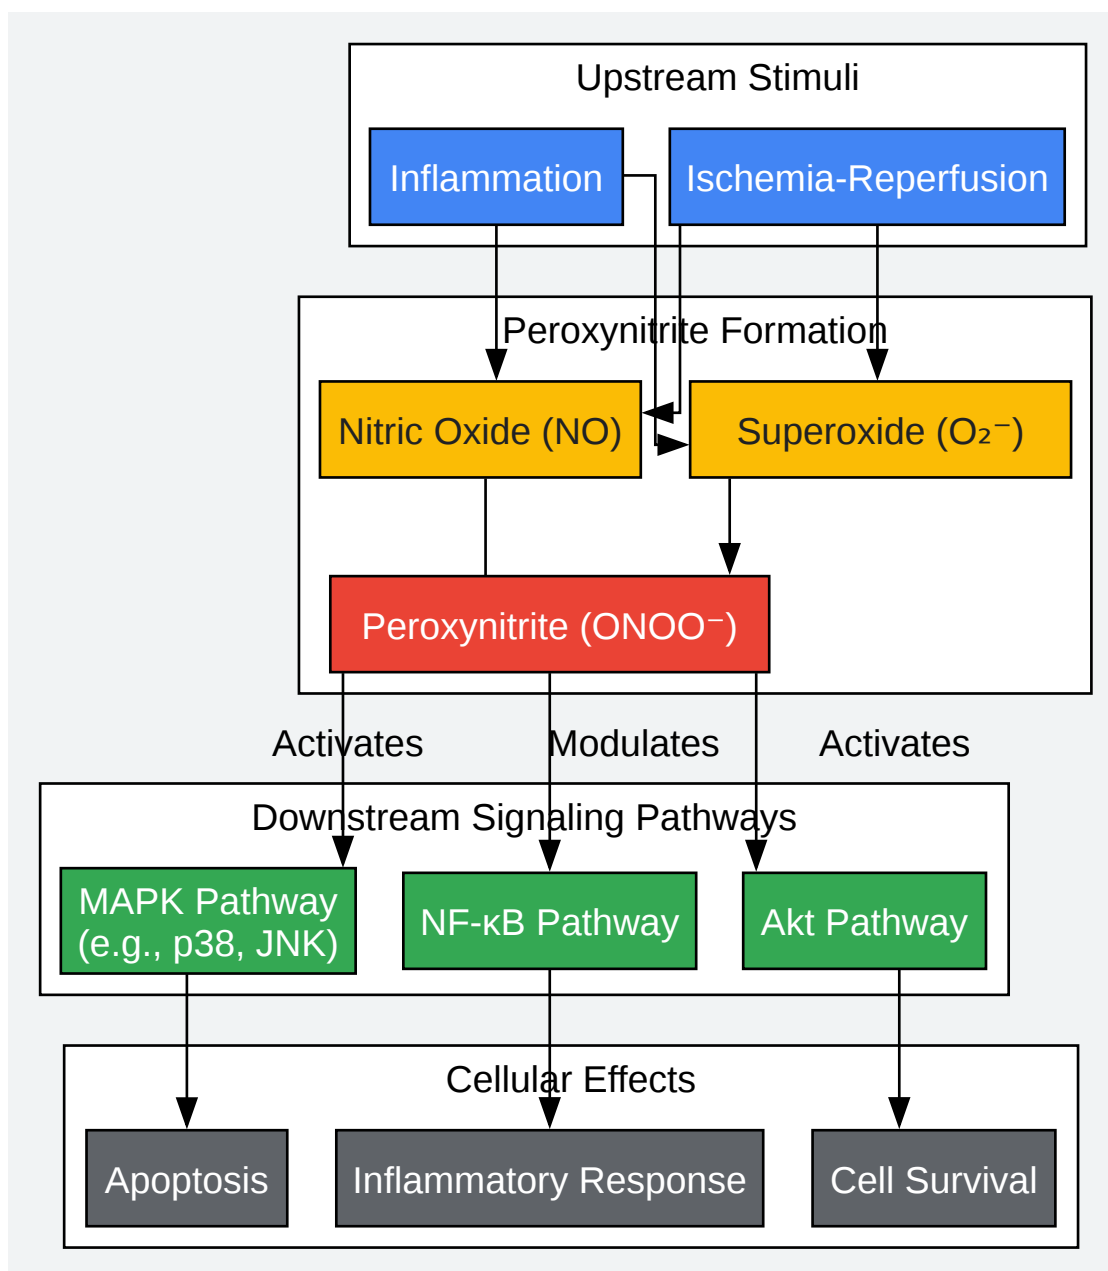 Upstream Stimuli
Inflammation
Ischemia-Reperfusion
Peroxynitrite Formation
Nitric Oxide (NO)
Superoxide (O₂⁻)
Peroxynitrite (ONOO⁻)
Activates
Modulates
Activates
Downstream Signaling Pathways
MAPK Pathway
(e.g., p38, JNK)
NF-κB Pathway
Akt Pathway
Cellular Effects
Apoptosis
Inflammatory Response
Cell Survival